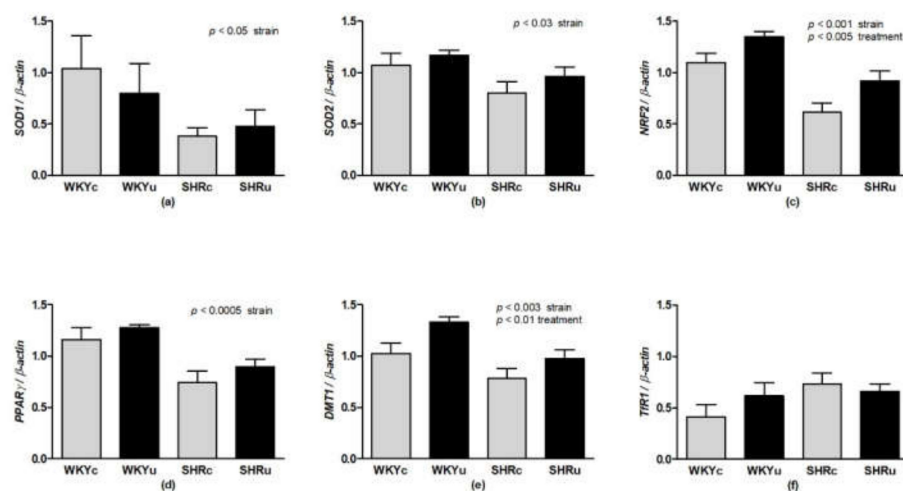 p < 0.05 strain
SOD1 / β-actin
1.5
1.0
0.5
0.0
WKYc WKYu SHRc SHRu
(a)
p < 0.03 strain
SOD2 / β-actin
1.5
1.0
0.5
0.0
WKYc WKYu SHRc SHRu
(b)
p < 0.001 strain
p < 0.005 treatment
NRF2 / β-actin
1.5
1.0
0.5
0.0
WKYc WKYu SHRc SHRu
(c)
p < 0.0005 strain
PPARγ / β-actin
1.5
1.0
0.5
0.0
WKYc WKYu SHRc SHRu
(d)
p < 0.003 strain
p < 0.01 treatment
DMT1 / β-actin
1.5
1.0
0.5
0.0
WKYc WKYu SHRc SHRu
(e)
TfR1 / β-actin
1.5
1.0
0.5
0.0
WKYc WKYu SHRc SHRu
(f)